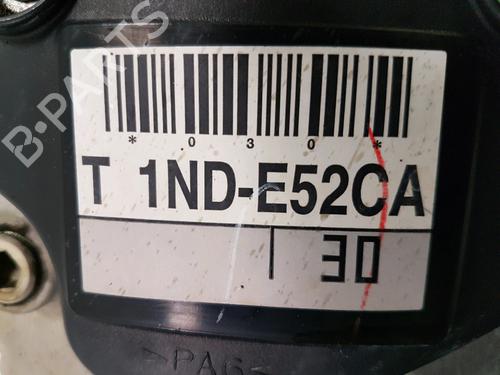 B-PARTS
*030*
T 1ND-E52CA
30
>PA6<